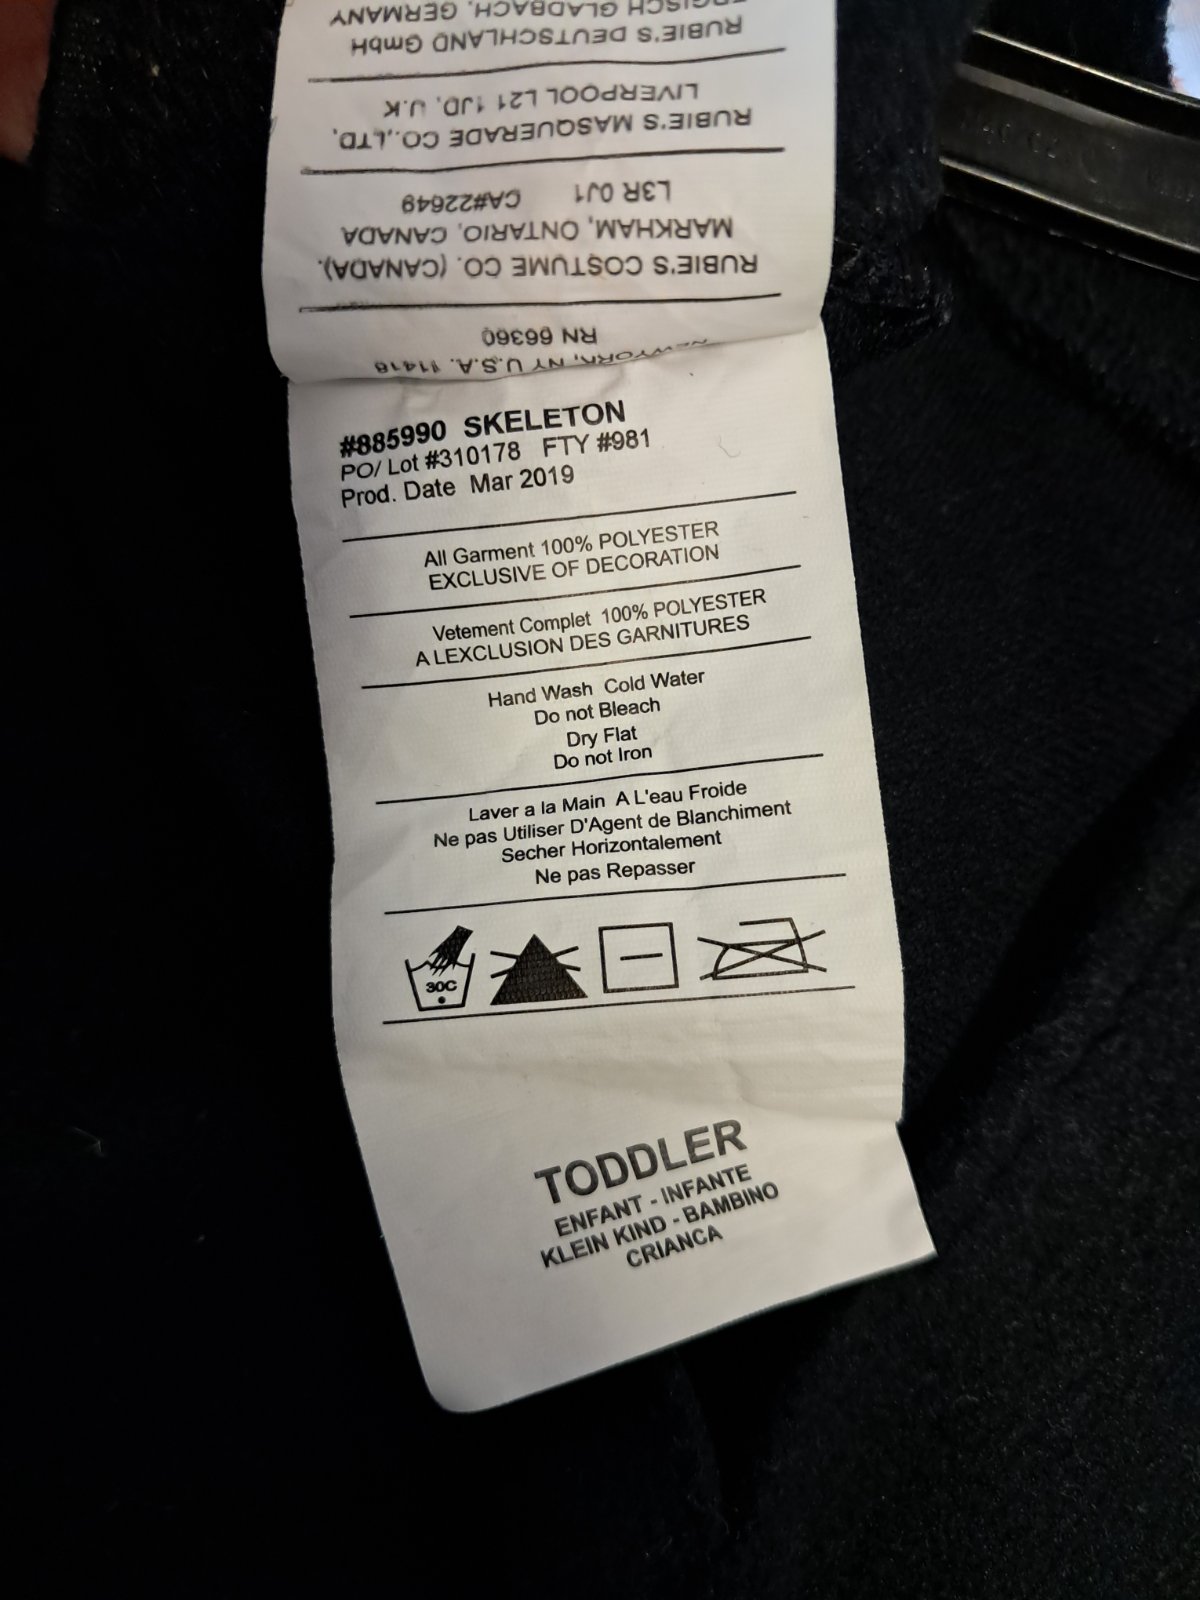 #885990 SKELETON
PO/ Lot #310178 FTY #981
Prod. Date Mar 2019
All Garment 100% POLYESTER
EXCLUSIVE OF DECORATION
Vetement Complet 100% POLYESTER
A LEXCLUSION DES GARNITURES
Hand Wash Cold Water
Do not Bleach
Dry Flat
Do not Iron
Laver a la Main A L'eau Froide
Ne pas Utiliser D'Agent de Blanchiment
Secher Horizontalement
Ne pas Repasser
30C
TODDLER
ENFANT - INFANTE
KLEIN KIND - BAMBINO
CRIANCA
NY U.S.A. 11418
RN 66360
RUBIE'S COSTUME CO. (CANADA).
MARKHAM, ONTARIO, CANADA
L3R 0J1 CA#22649
RUBIE'S MASQUERADE CO.,LTD,
LIVERPOOL L21 1JD, U.K
RUBIE'S DEUTSCHLAND GmbH
GLADBACH, GERMANY